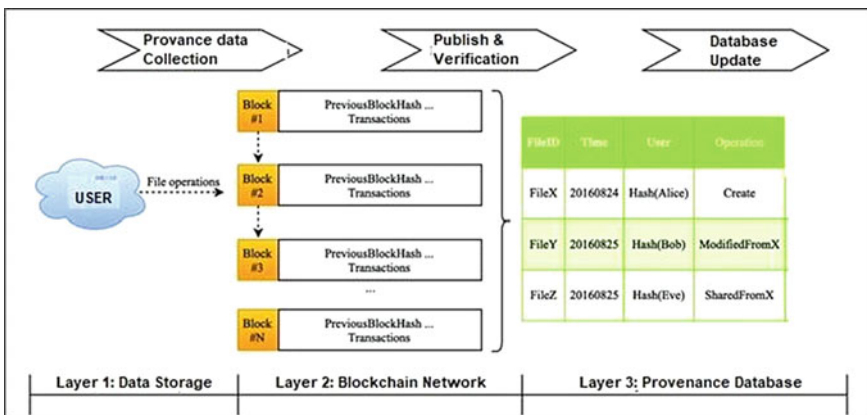 Provance data
Collection
Publish &
Verification
Database
Update
Block
#1
PreviousBlockHash ...
Transactions
Block
#2
PreviousBlockHash ...
Transactions
Block
#3
PreviousBlockHash ...
Transactions
...
Block
#N
PreviousBlockHash ...
Transactions
USER
File operations
FileID Time User Operation
FileX 20160824 Hash(Alice) Create
FileY 20160825 Hash(Bob) ModifiedFromX
FileZ 20160825 Hash(Eve) SharedFromX
Layer 1: Data Storage
Layer 2: Blockchain Network
Layer 3: Provenance Database